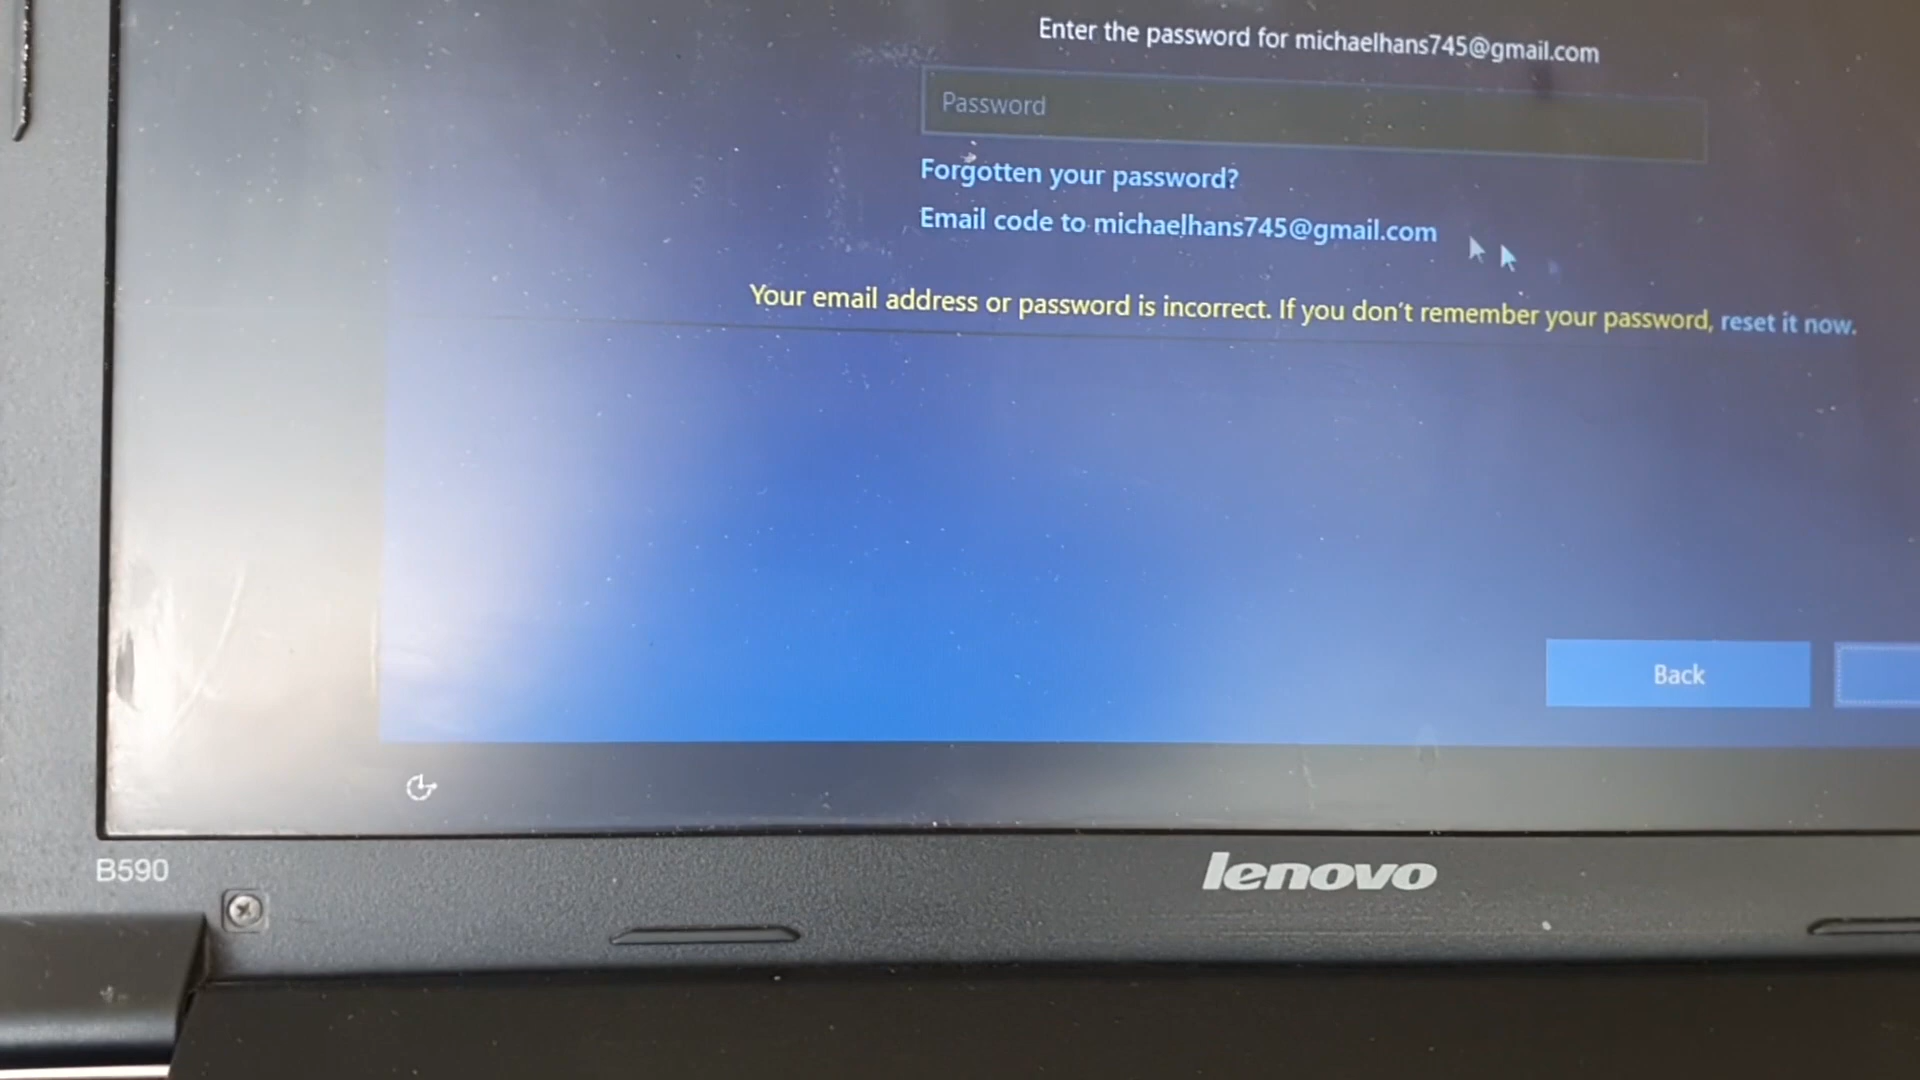 Enter the password for michaelhans745@gmail.com
Password
Forgotten your password?
Email code to michaelhans745@gmail.com
Your email address or password is incorrect. If you don't remember your password, reset it now.
Back
B590
lenovo